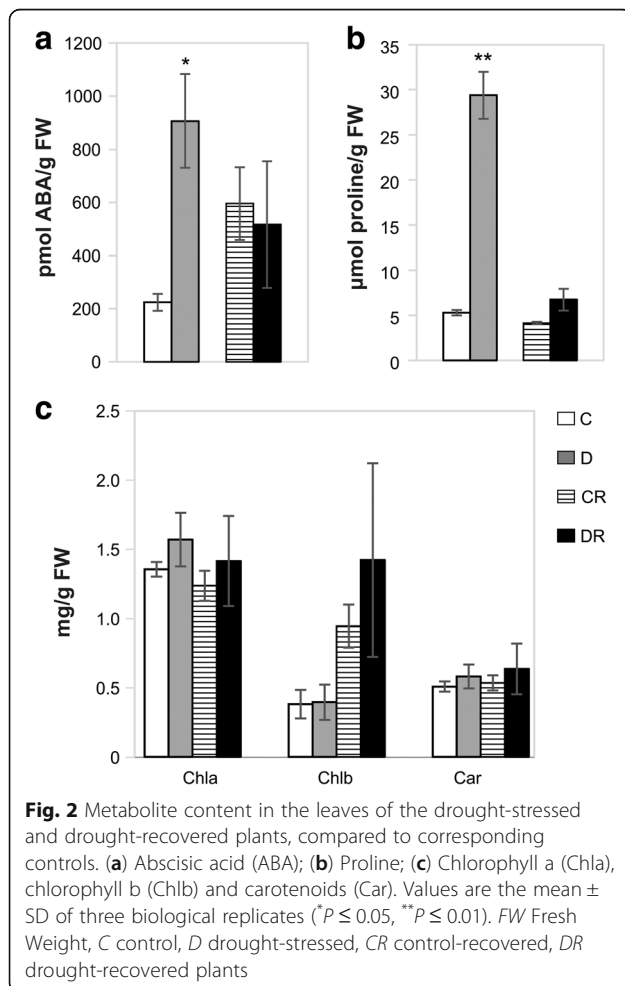 a
b
*
**
1200
1000
800
600
400
200
0
pmol ABA/g FW
35
30
25
20
15
10
5
0
µmol proline/g FW
c
2.5
2.0
1.5
1.0
0.5
0
mg/g FW
Chla
Chlb
Car
C
D
CR
DR
Fig. 2 Metabolite content in the leaves of the drought-stressed
and drought-recovered plants, compared to corresponding
controls. (a) Abscisic acid (ABA); (b) Proline; (c) Chlorophyll a (Chla),
chlorophyll b (Chlb) and carotenoids (Car). Values are the mean ±
SD of three biological replicates (*P ≤ 0.05, **P ≤ 0.01). FW Fresh
Weight, C control, D drought-stressed, CR control-recovered, DR
drought-recovered plants